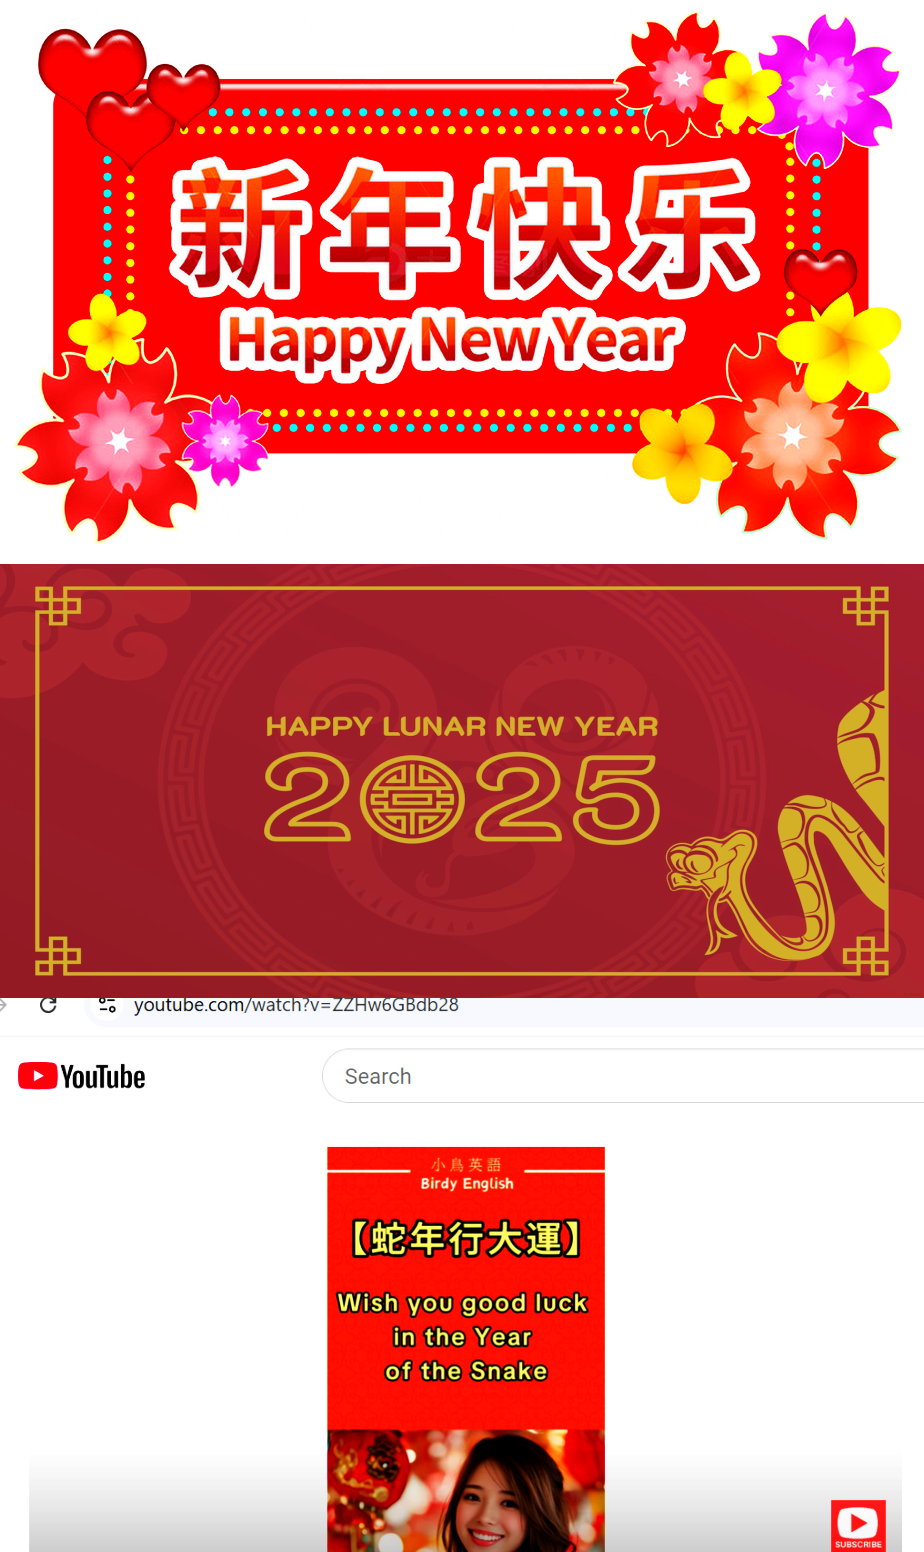 新年快乐
Happy New Year
HAPPY LUNAR NEW YEAR
2025
youtube.com/watch?v=ZZHw6GBdb28
YouTube
Search
小鳥英語
Birdy English
【蛇年行大運】
Wish you good luck
in the Year
of the Snake
SUBSCRIBE